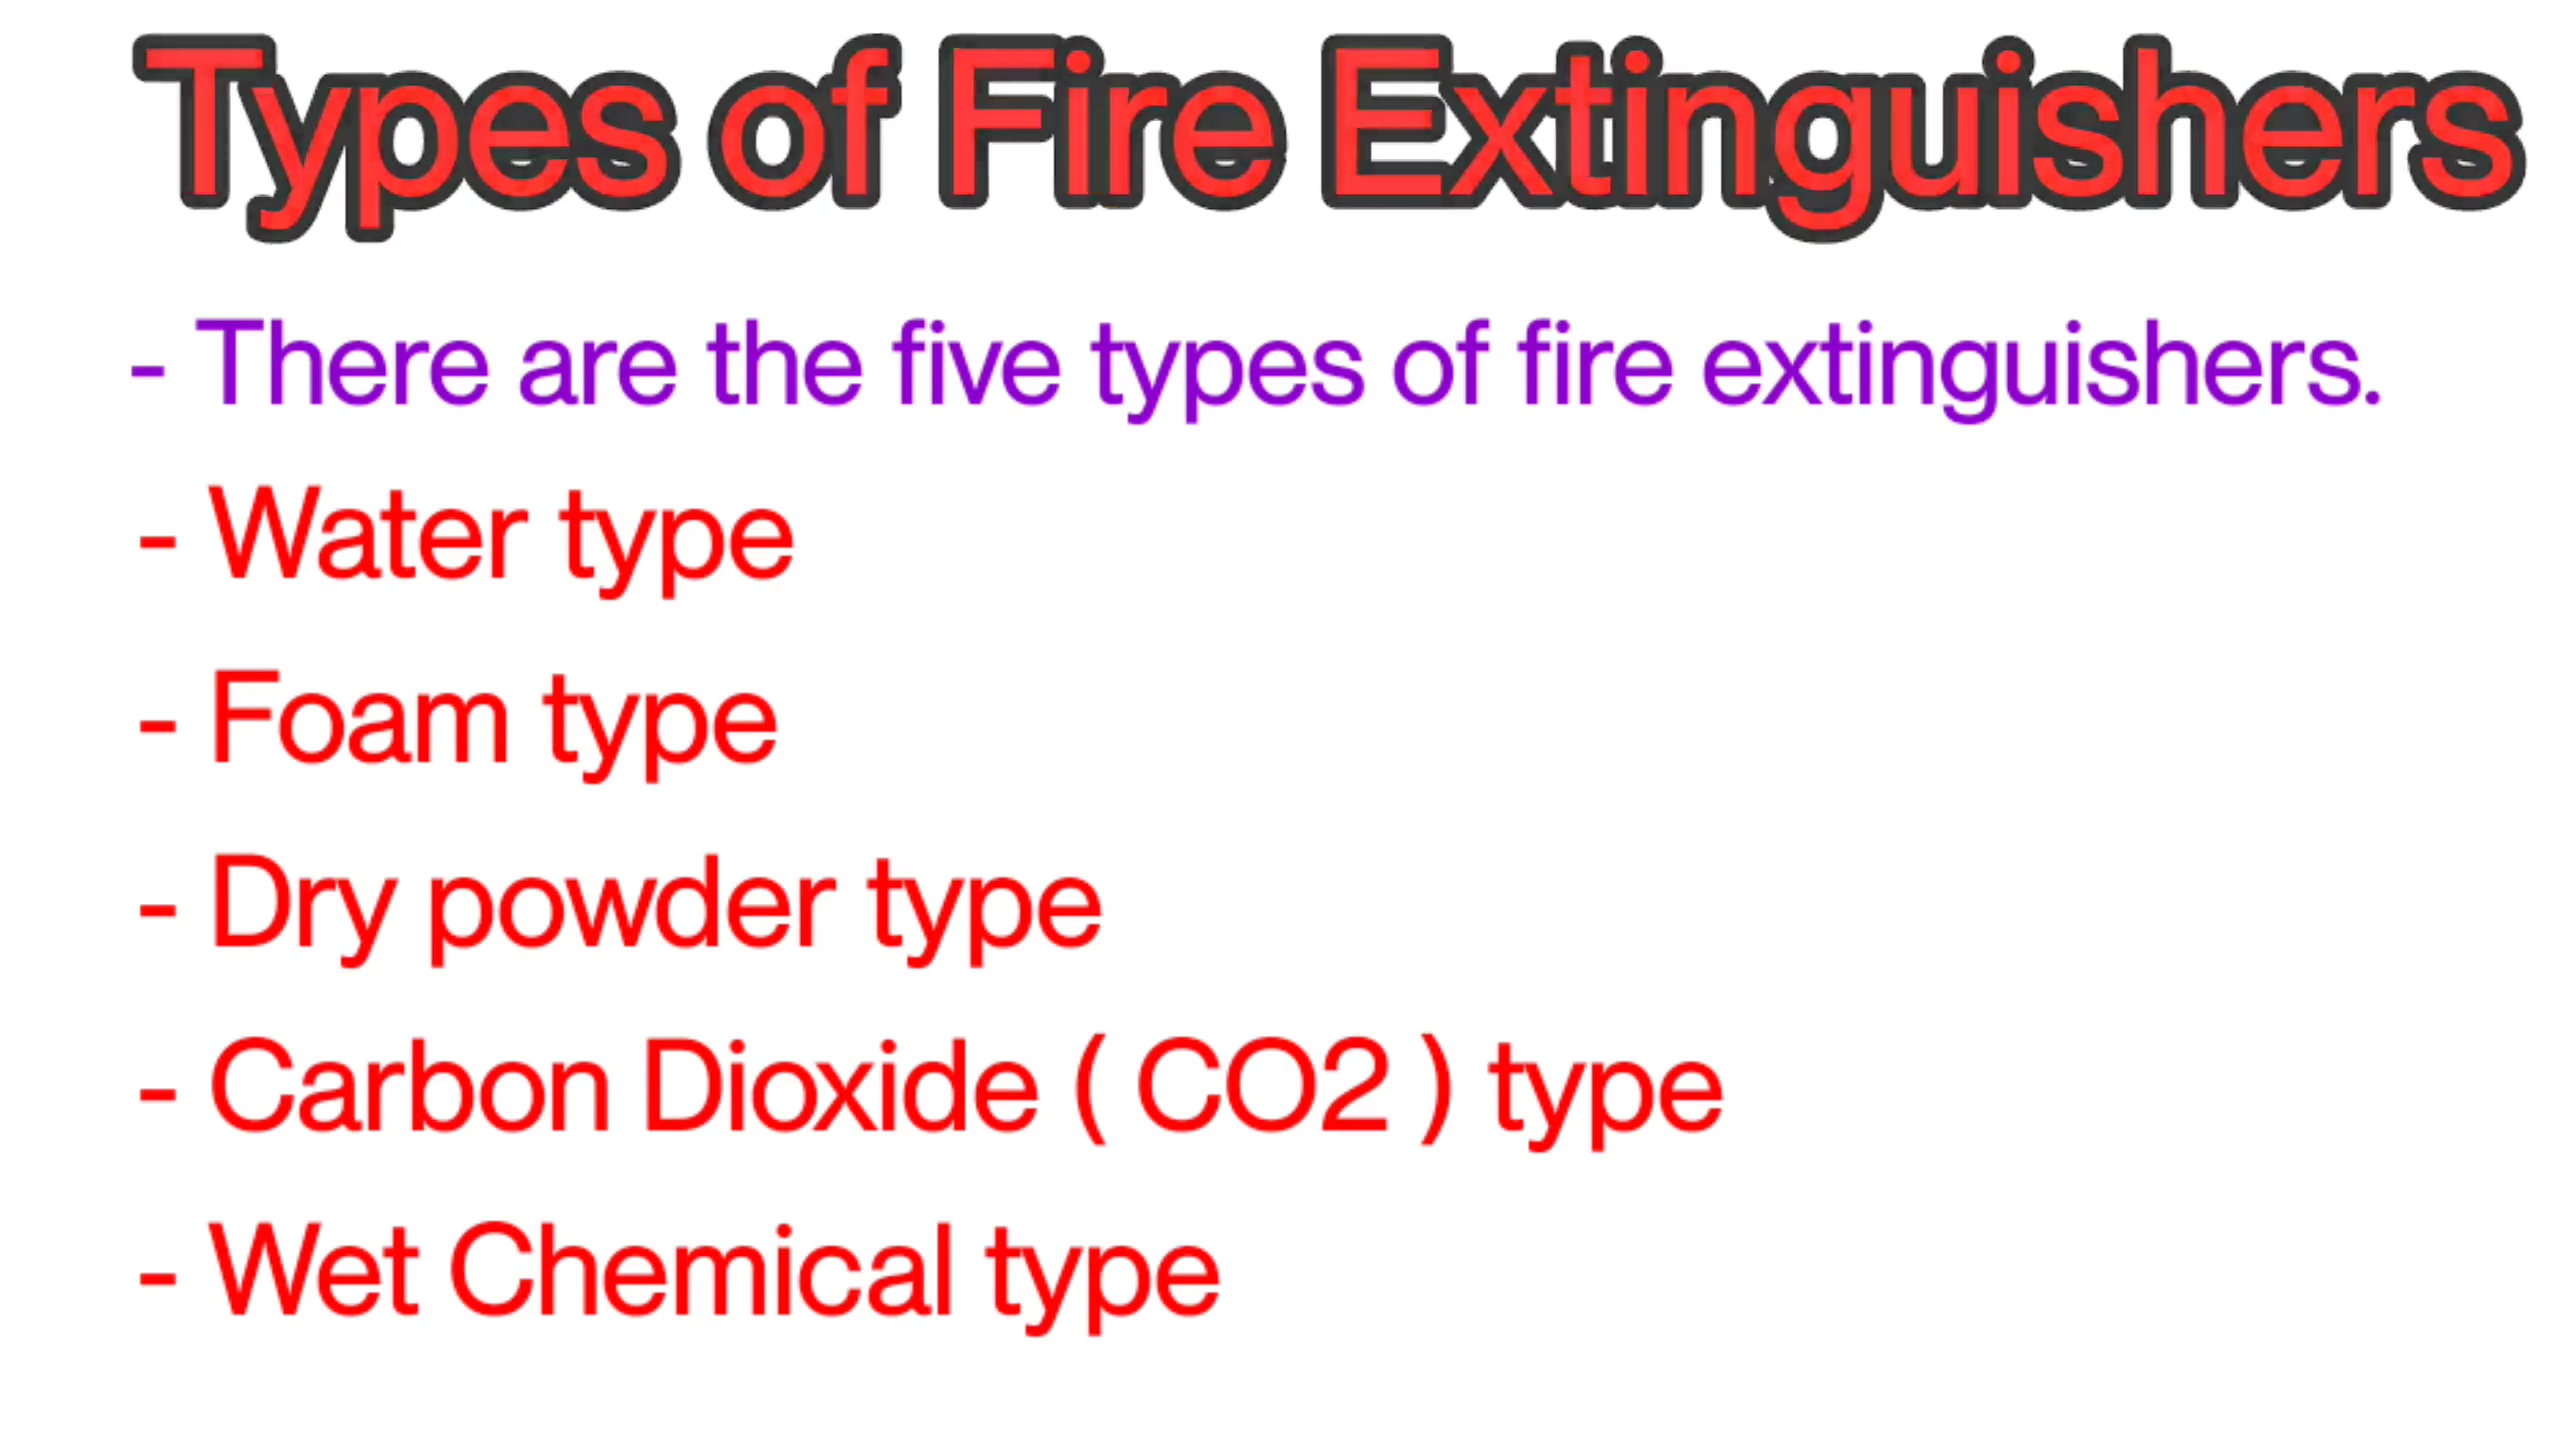 Types of Fire Extinguishers
- There are the five types of fire extinguishers.
- Water type
- Foam type
- Dry powder type
- Carbon Dioxide ( CO2 ) type
- Wet Chemical type